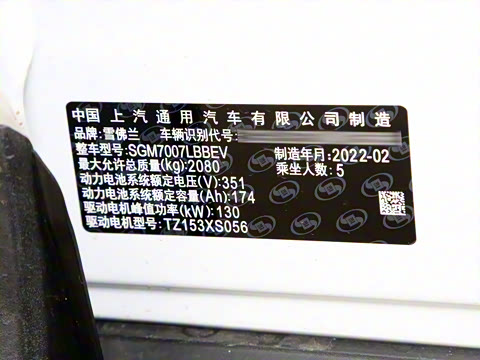 中国 上汽通用汽车有限公司制造
品牌:雪佛兰 车辆识别代号:
整车型号:SGM7007LBBEV 制造年月:2022-02
最大允许总质量(kg):2080 乘坐人数:5
动力电池系统额定电压(V):351
动力电池系统额定容量(Ah):174
驱动电机峰值功率(kW):130
驱动电机型号:TZ153XS056